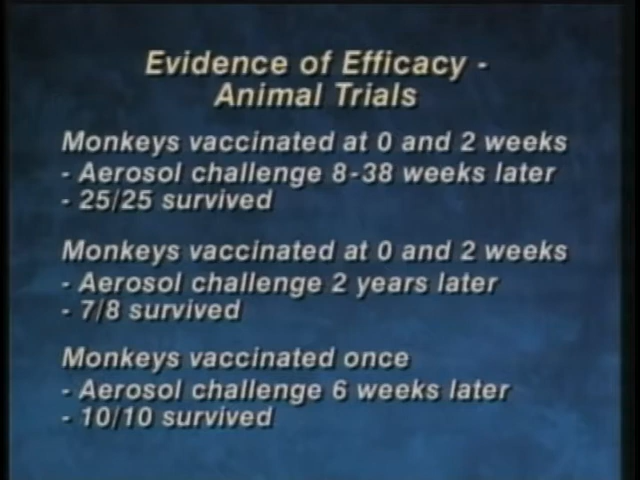 Evidence of Efficacy -
Animal Trials
Monkeys vaccinated at 0 and 2 weeks
- Aerosol challenge 8-38 weeks later
- 25/25 survived
Monkeys vaccinated at 0 and 2 weeks
- Aerosol challenge 2 years later
- 7/8 survived
Monkeys vaccinated once
- Aerosol challenge 6 weeks later
- 10/10 survived